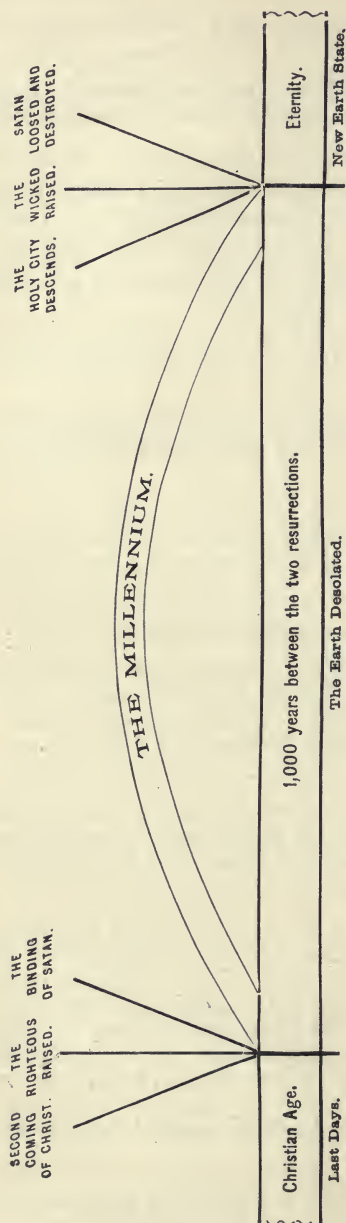 SECOND
COMING
OF CHRIST.
THE
RIGHTEOUS
RAISED.
THE
BINDING
OF SATAN.
THE
HOLY CITY
DESCENDS.
THE
WICKED
RAISED.
SATAN
LOOSED AND
DESTROYED.
THE MILLENNIUM.
Christian Age.
1,000 years between the two resurrections.
Eternity.
Last Days.
The Earth Desolated.
New Earth State.